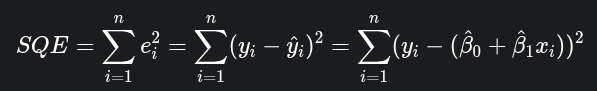 $SQE = \sum_{i=1}^{n} e_i^2 = \sum_{i=1}^{n} (y_i - \hat{y}_i)^2 = \sum_{i=1}^{n} (y_i - (\hat{\beta}_0 + \hat{\beta}_1 x_i))^2$